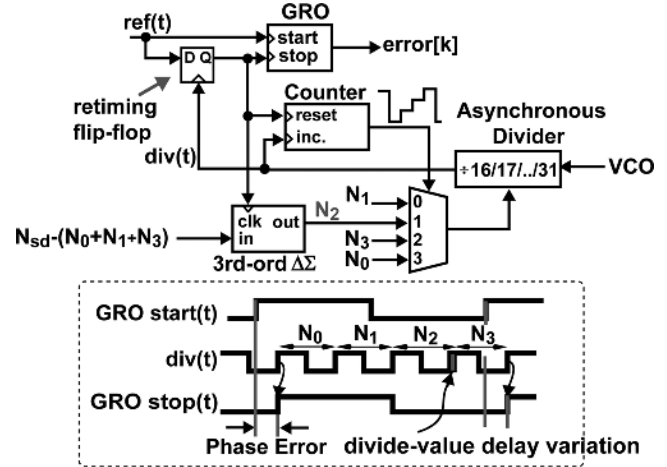 GRO
ref(t)
start
stop
error[k]
D Q
retiming
flip-flop
Counter
reset
inc.
Asynchronous
Divider
div(t)
÷16/17/../31
VCO
N1
0
N2
1
clk out
in
Nsd-(N0+N1+N3)
N3
2
N0
3
3rd-ord ΔΣ
GRO start(t)
N0 N1 N2 N3
div(t)
GRO stop(t)
Phase Error
divide-value delay variation